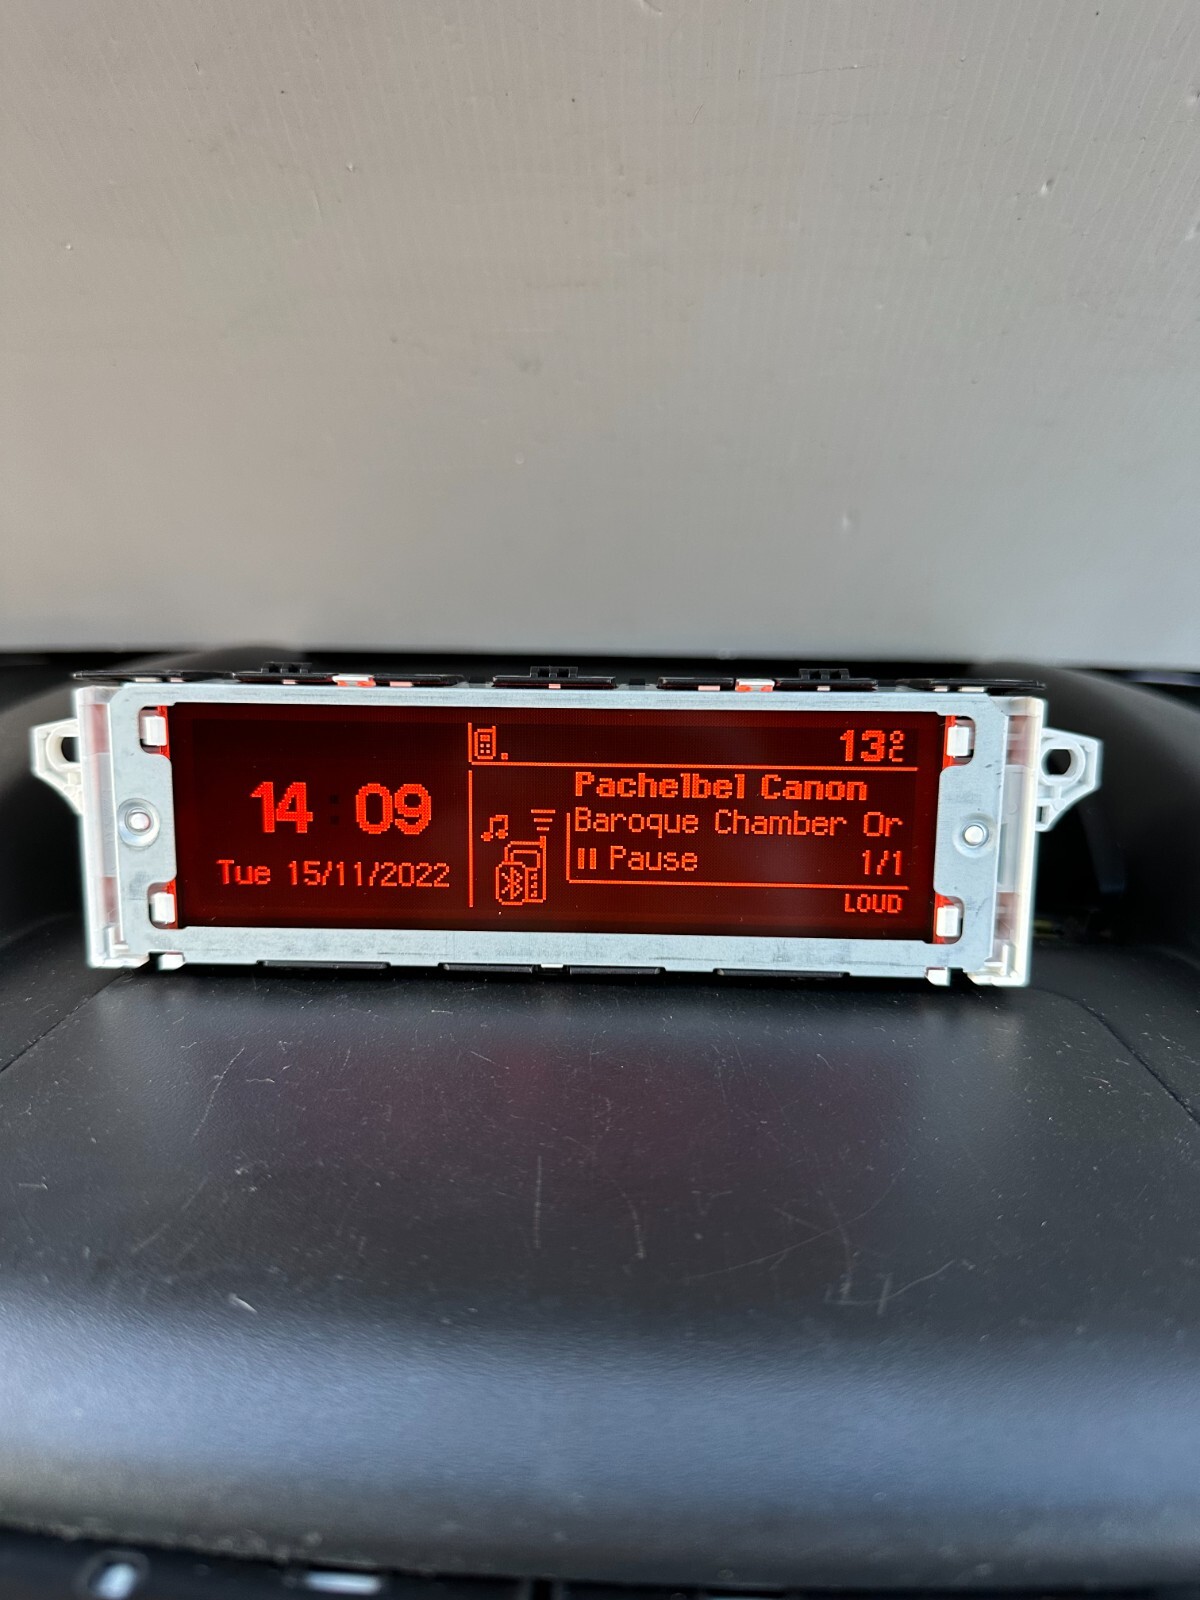 14:09
Tue 15/11/2022
13°C
Pachelbel Canon
Baroque Chamber Or
Pause 1/1
LOUD